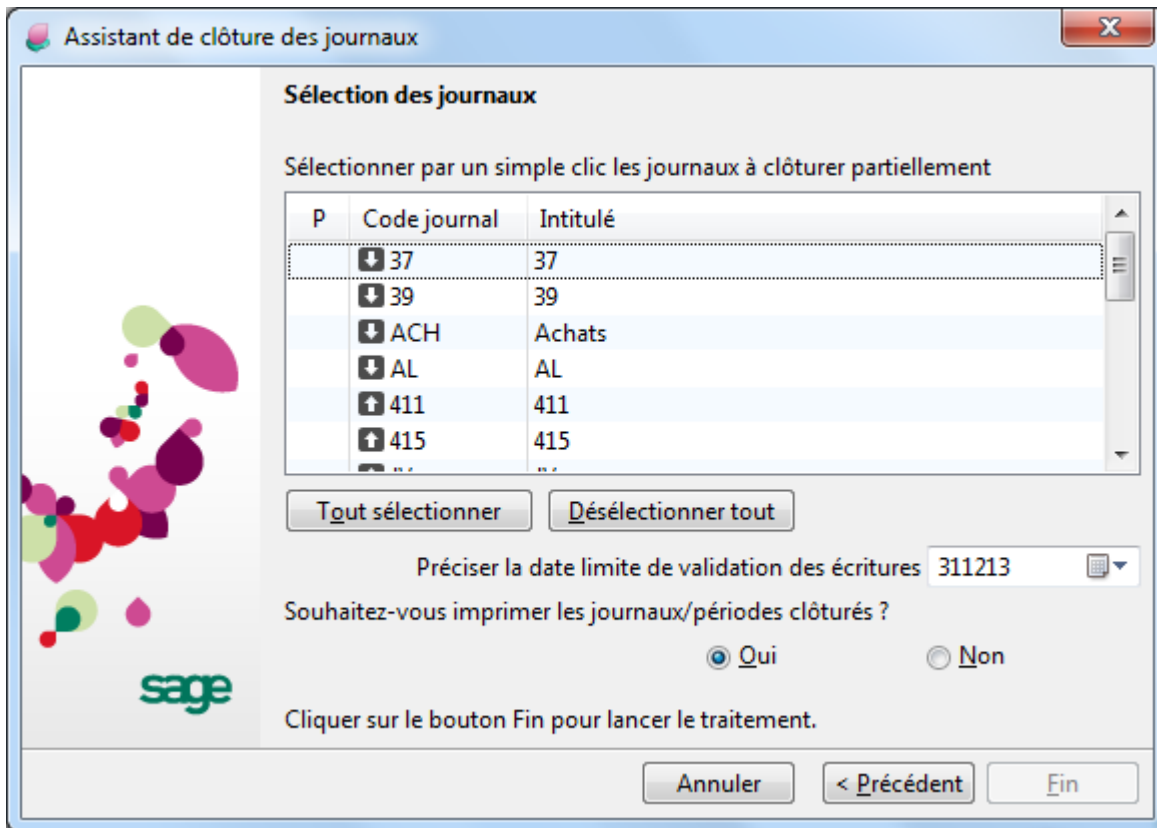 Assistant de clôture des journaux
Sélection des journaux
Sélectionner par un simple clic les journaux à clôturer partiellement
P Code journal Intitulé
37 37
39 39
ACH Achats
AL AL
411 411
415 415
Tout sélectionner Désélectionner tout
Préciser la date limite de validation des écritures 311213
Souhaitez-vous imprimer les journaux/périodes clôturés ?
Oui Non
sage
Cliquer sur le bouton Fin pour lancer le traitement.
Annuler < Précédent Fin